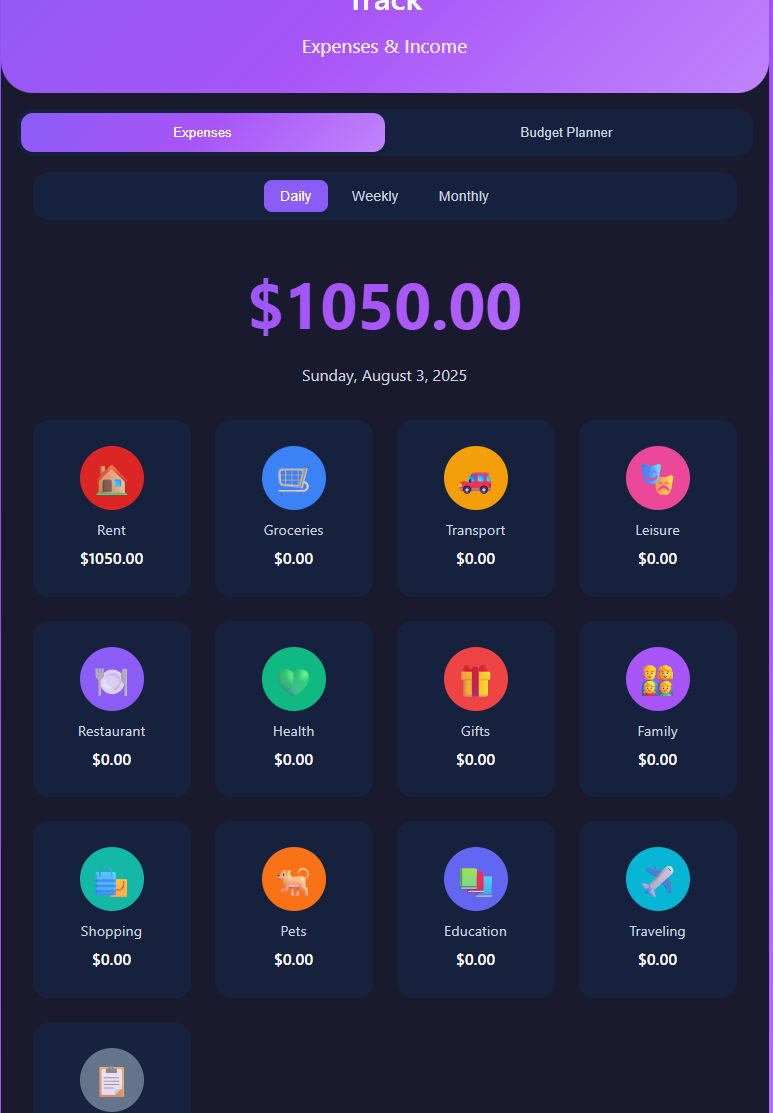 Track
Expenses & Income
Expenses Budget Planner
Daily Weekly Monthly
$1050.00
Sunday, August 3, 2025
Rent Groceries Transport Leisure
$1050.00 $0.00 $0.00 $0.00
Restaurant Health Gifts Family
$0.00 $0.00 $0.00 $0.00
Shopping Pets Education Traveling
$0.00 $0.00 $0.00 $0.00